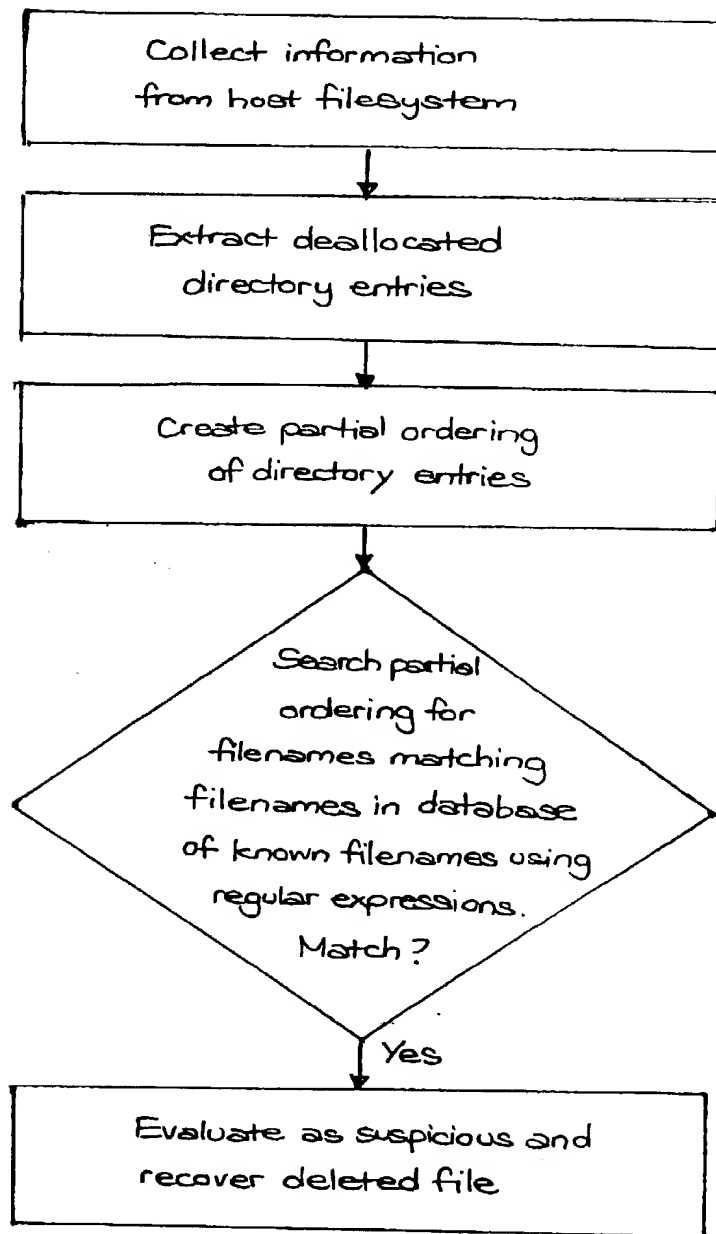 Collect information
from host filesystem
Extract deallocated
directory entries
Create partial ordering
of directory entries
Search partial
ordering for
filenames matching
filenames in database
of known filenames using
regular expressions.
Match?
Yes
Evaluate as suspicious and
recover deleted file